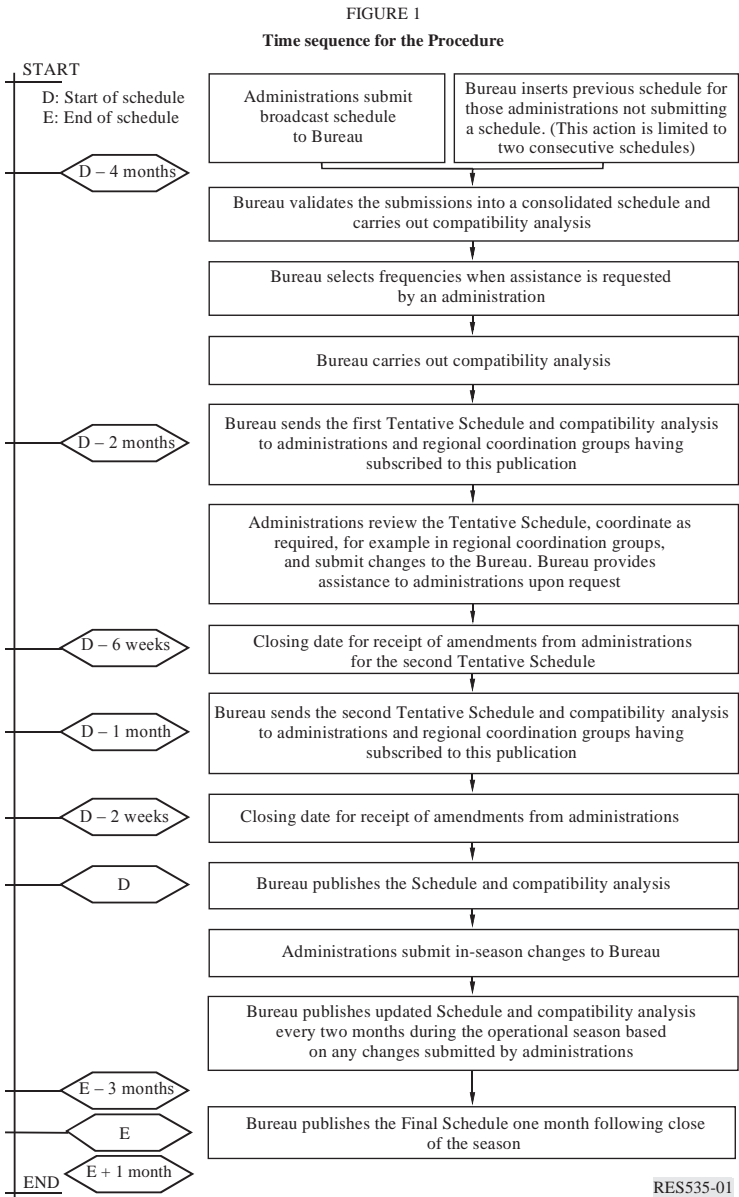 FIGURE 1
Time sequence for the Procedure
START
D: Start of schedule
E: End of schedule
Administrations submit
broadcast schedule
to Bureau
Bureau inserts previous schedule for
those administrations not submitting
a schedule. (This action is limited to
two consecutive schedules)
D – 4 months
Bureau validates the submissions into a consolidated schedule and
carries out compatibility analysis
Bureau selects frequencies when assistance is requested
by an administration
Bureau carries out compatibility analysis
D – 2 months
Bureau sends the first Tentative Schedule and compatibility analysis
to administrations and regional coordination groups having
subscribed to this publication
Administrations review the Tentative Schedule, coordinate as
required, for example in regional coordination groups,
and submit changes to the Bureau. Bureau provides
assistance to administrations upon request
D – 6 weeks
Closing date for receipt of amendments from administrations
for the second Tentative Schedule
D – 1 month
Bureau sends the second Tentative Schedule and compatibility analysis
to administrations and regional coordination groups having
subscribed to this publication
D – 2 weeks
Closing date for receipt of amendments from administrations
D
Bureau publishes the Schedule and compatibility analysis
Administrations submit in-season changes to Bureau
Bureau publishes updated Schedule and compatibility analysis
every two months during the operational season based
on any changes submitted by administrations
E – 3 months
E
Bureau publishes the Final Schedule one month following close
of the season
E + 1 month
END
RES535-01